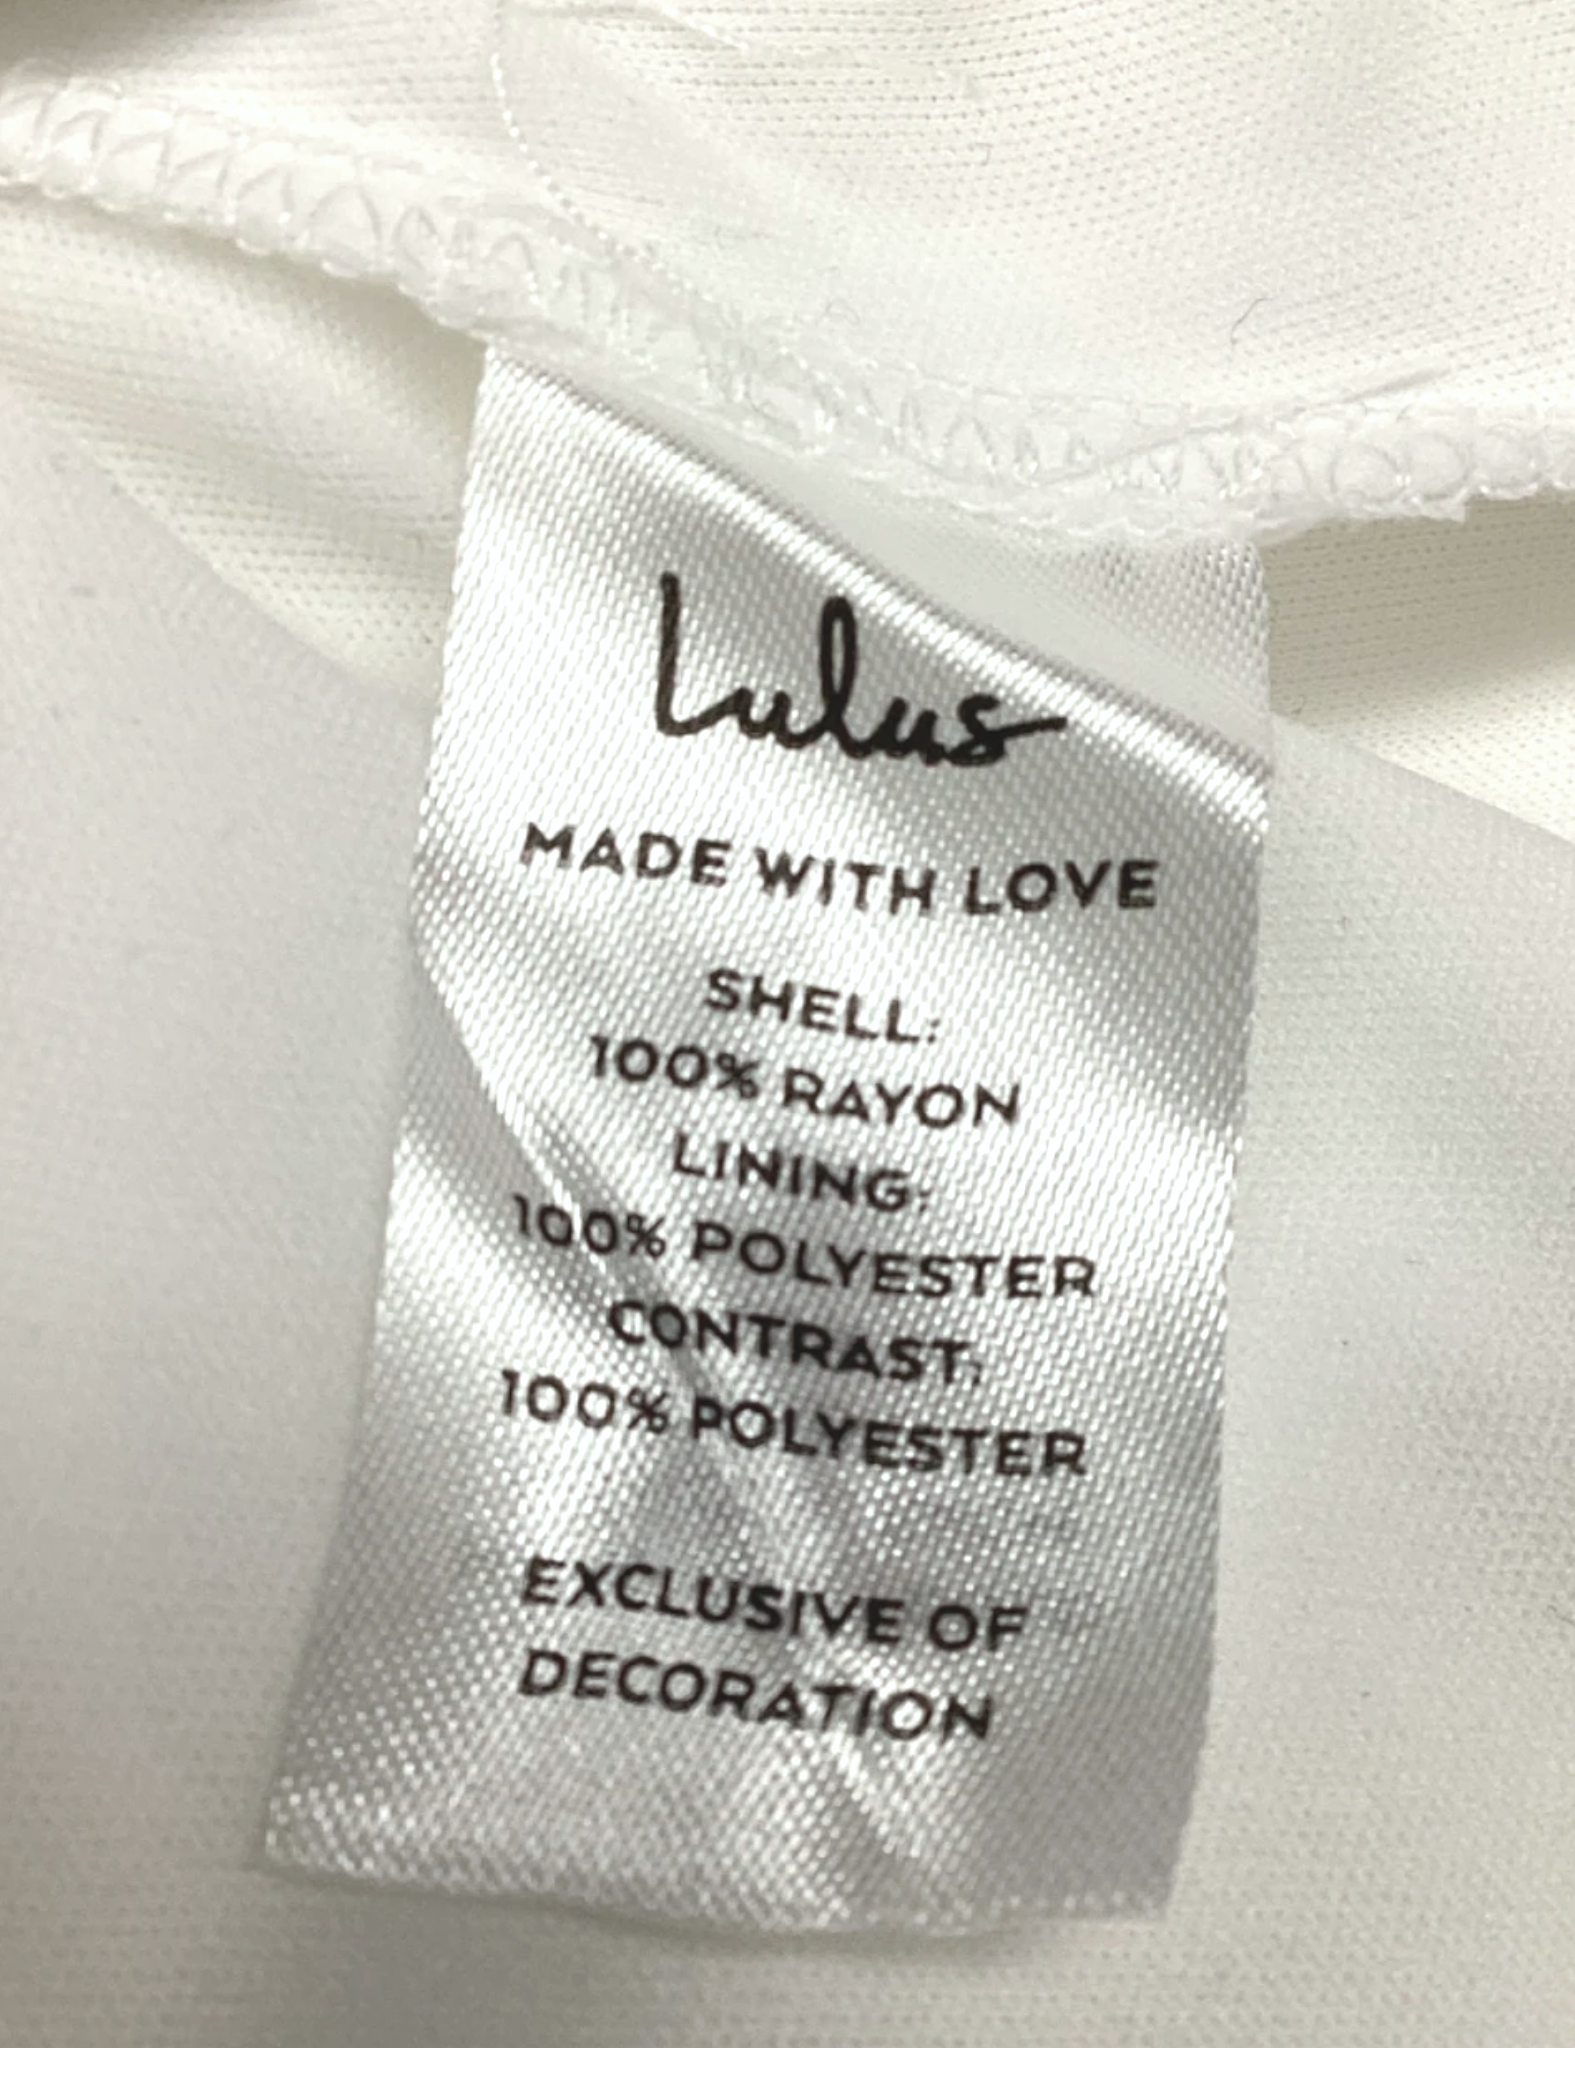 Lulus
MADE WITH LOVE
SHELL:
100% RAYON
LINING:
100% POLYESTER
CONTRAST:
100% POLYESTER
EXCLUSIVE OF
DECORATION